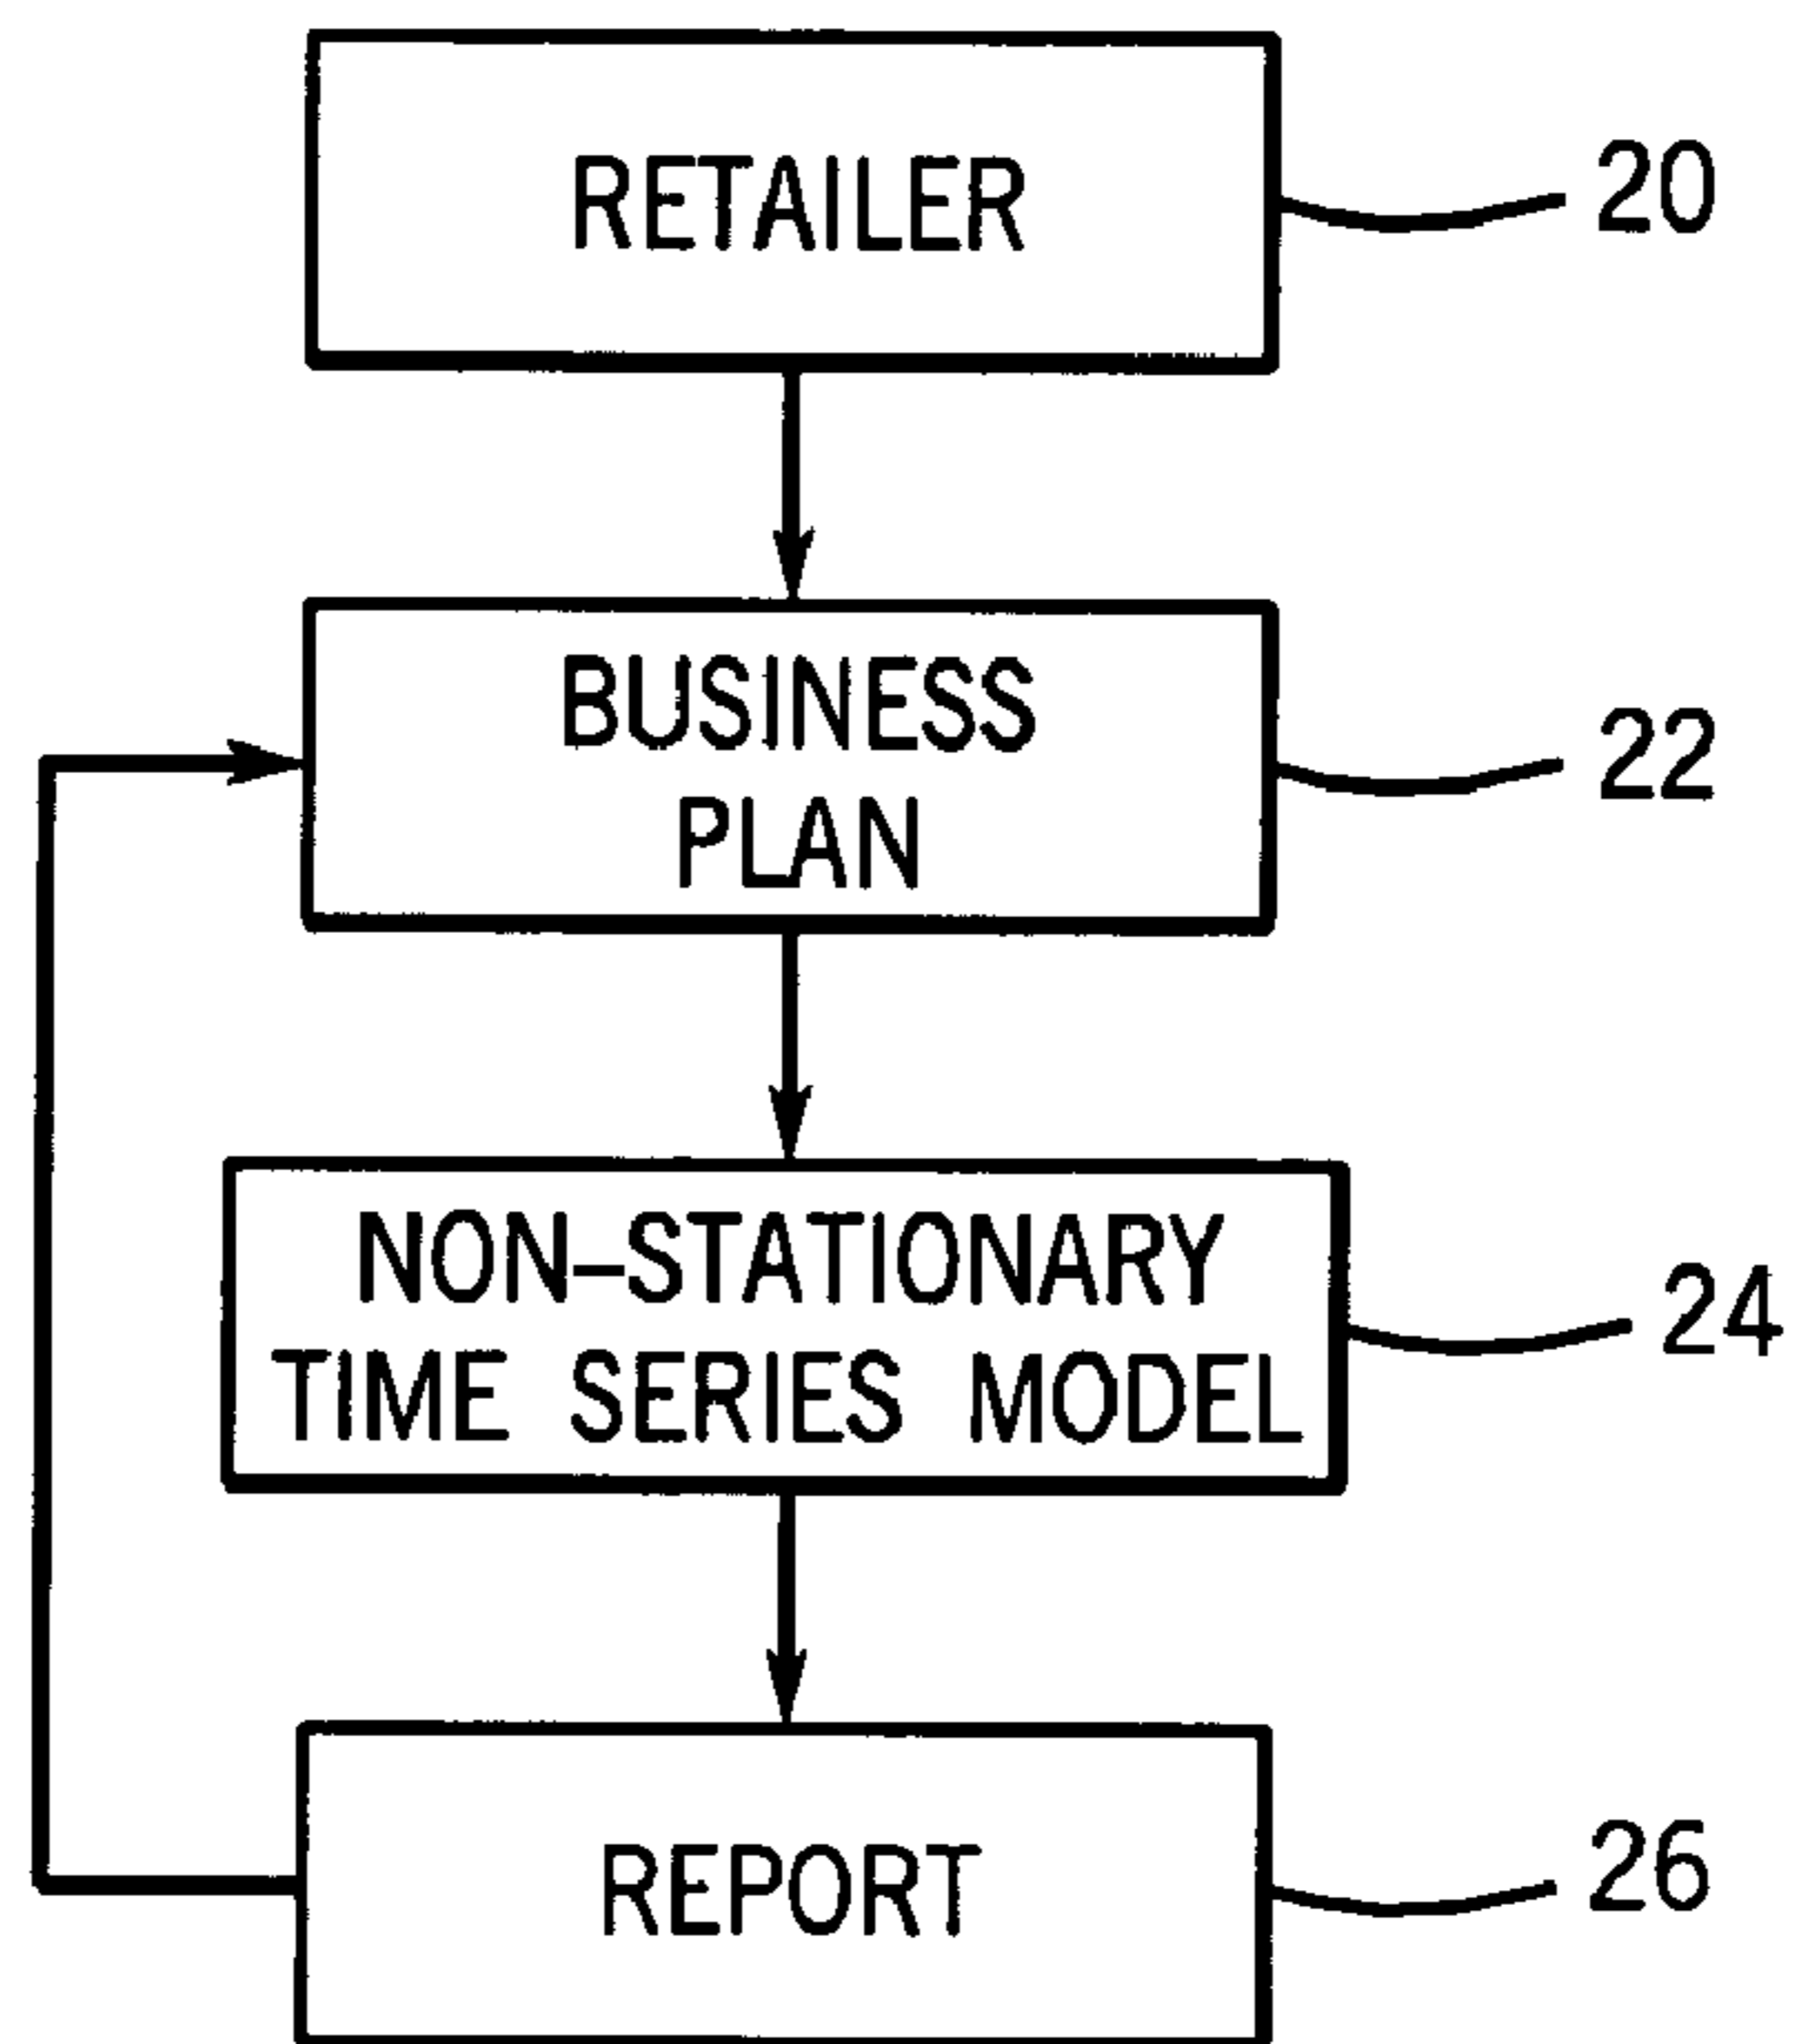 RETAILER
20
BUSINESS
PLAN
22
NON-STATIONARY
TIME SERIES MODEL
24
REPORT
26